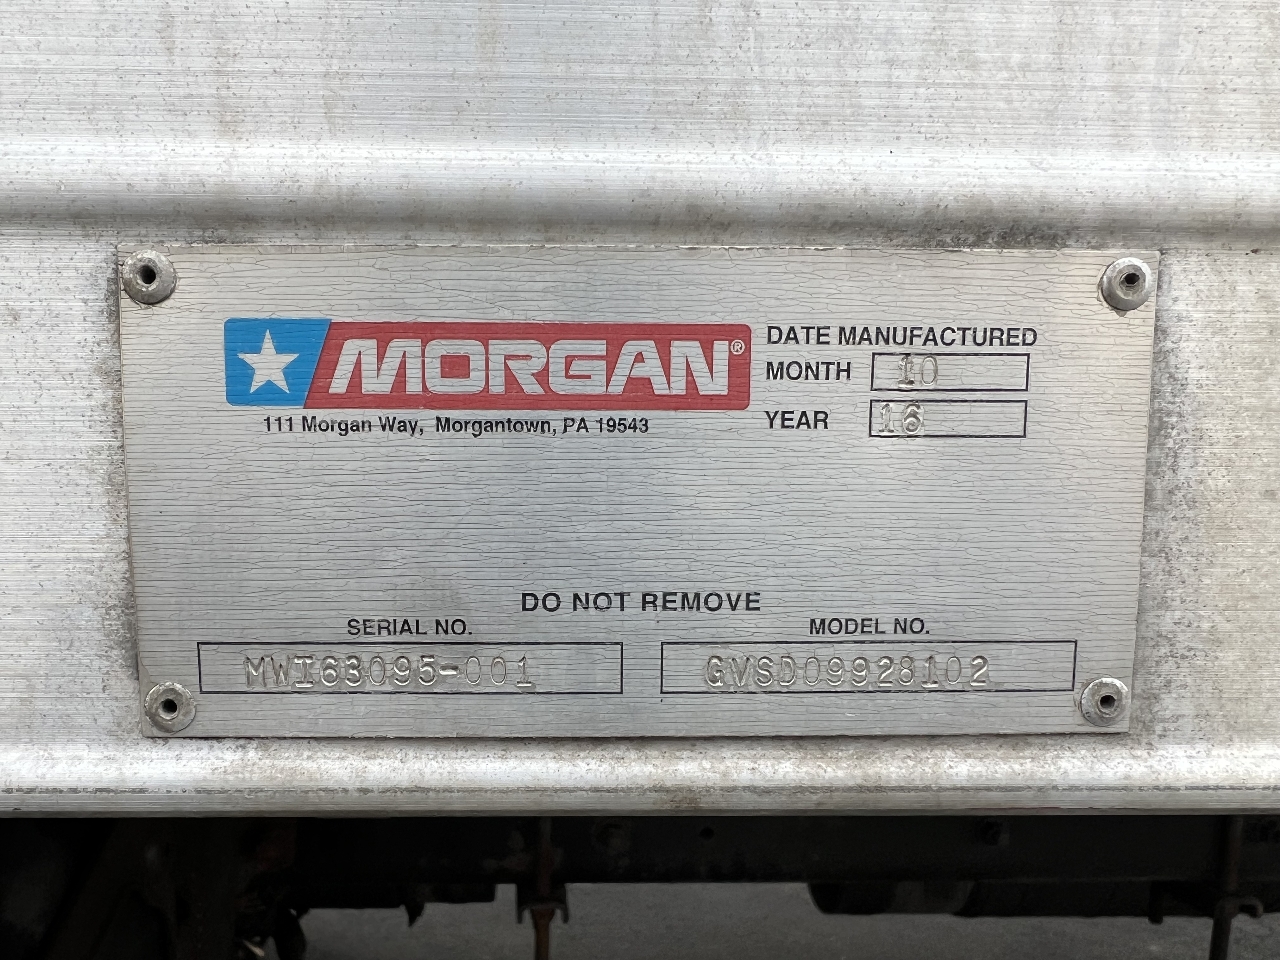 MORGAN®
111 Morgan Way, Morgantown, PA 19543
DATE MANUFACTURED
MONTH 10
YEAR 16
DO NOT REMOVE
SERIAL NO.
MWI63095-001
MODEL NO.
GVSD09928102